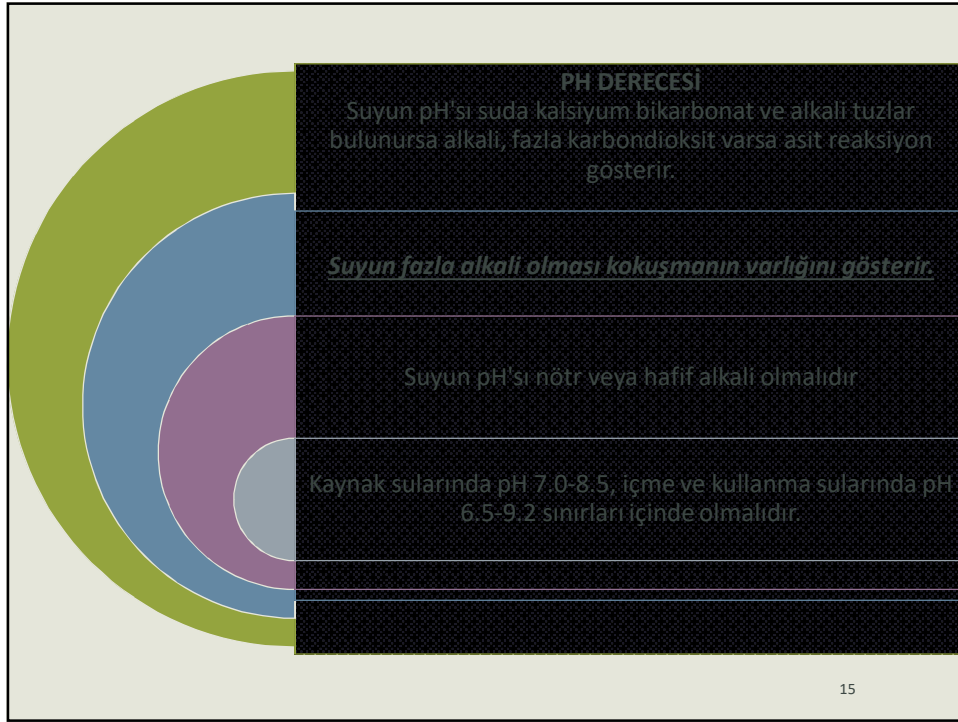 PH DERECESİ
Suyun pH'sı suda kalsiyum bikarbonat ve alkali tuzlar
bulunursa alkali, fazla karbondioksit varsa asit reaksiyon
gösterir.
Suyun fazla alkali olması kokuşmanın varlığını gösterir.
Suyun pH'sı nötr veya hafif alkali olmalıdır
Kaynak sularında pH 7.0-8.5, içme ve kullanma sularında pH
6.5-9.2 sınırları içinde olmalıdır.
15